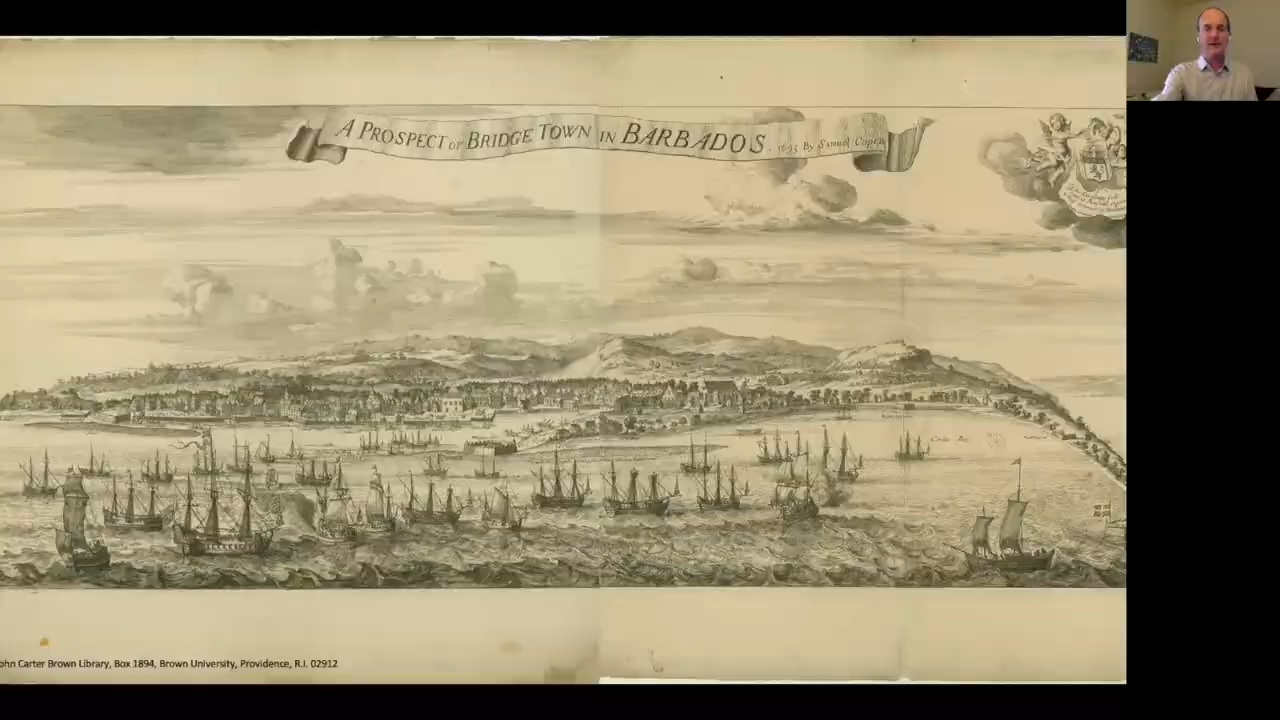 A PROSPECT OF BRIDGE TOWN IN BARBADOS. 1695 By Samuel Copen
ohn Carter Brown Library, Box 1894, Brown University, Providence, R.I. 02912